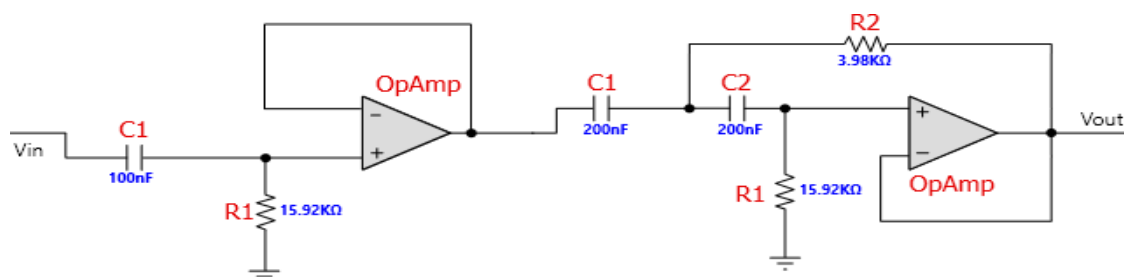 R2
3.98KΩ
OpAmp
C1
C2
−
+
200nF
200nF
+
−
Vout
Vin
C1
100nF
+
R1
15.92KΩ
R1
15.92KΩ
OpAmp